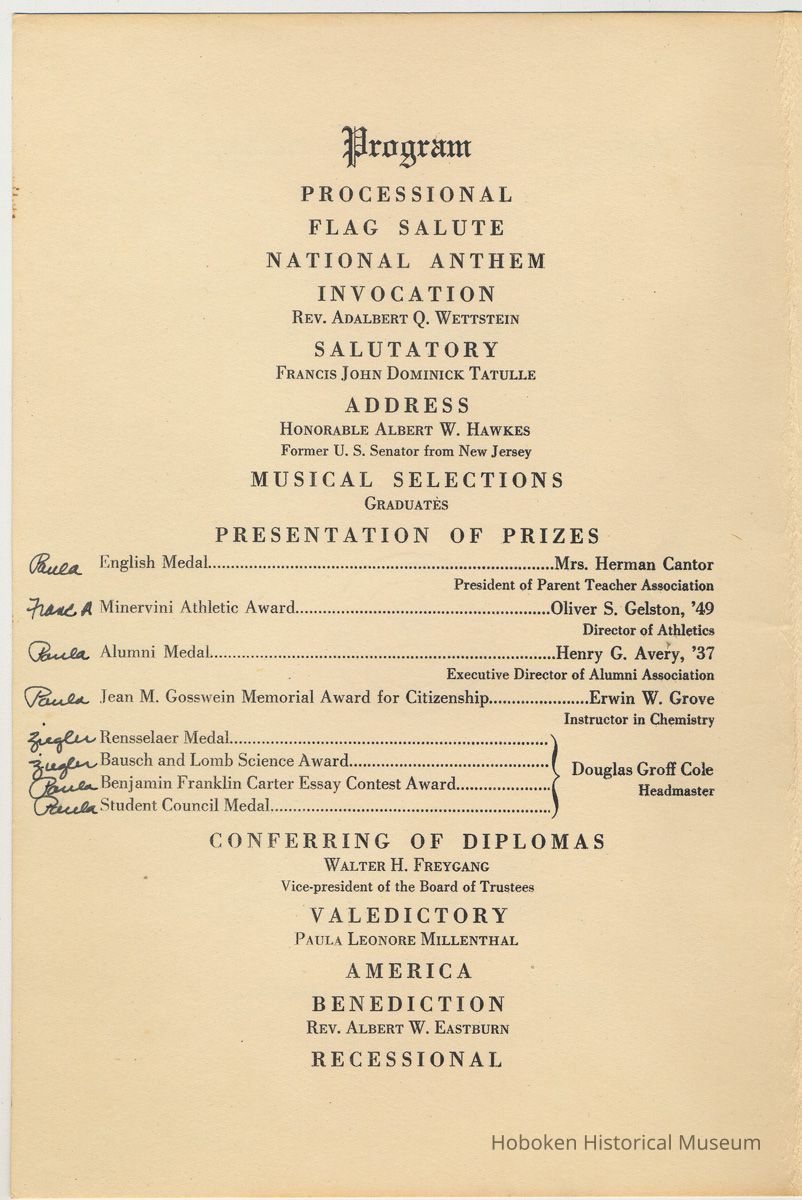 Program
PROCESSIONAL
FLAG SALUTE
NATIONAL ANTHEM
INVOCATION
REV. ADALBERT Q. WETTSTEIN
SALUTATORY
FRANCIS JOHN DOMINICK TATULLE
ADDRESS
HONORABLE ALBERT W. HAWKES
Former U. S. Senator from New Jersey
MUSICAL SELECTIONS
GRADUATES
PRESENTATION OF PRIZES
Paula English Medal Mrs. Herman Cantor
President of Parent Teacher Association
Minervini Athletic Award Oliver S. Gelston, '49
Director of Athletics
Paula Alumni Medal Henry G. Avery, '37
Executive Director of Alumni Association
Paula Jean M. Gosswein Memorial Award for Citizenship Erwin W. Grove
Instructor in Chemistry
Ziegler Rensselaer Medal
Ziegler Bausch and Lomb Science Award
Paula Benjamin Franklin Carter Essay Contest Award
Paula Student Council Medal
Douglas Groff Cole
Headmaster
CONFERRING OF DIPLOMAS
WALTER H. FREYGANG
Vice-president of the Board of Trustees
VALEDICTORY
PAULA LEONORE MILLENTHAL
AMERICA
BENEDICTION
REV. ALBERT W. EASTBURN
RECESSIONAL
Hoboken Historical Museum